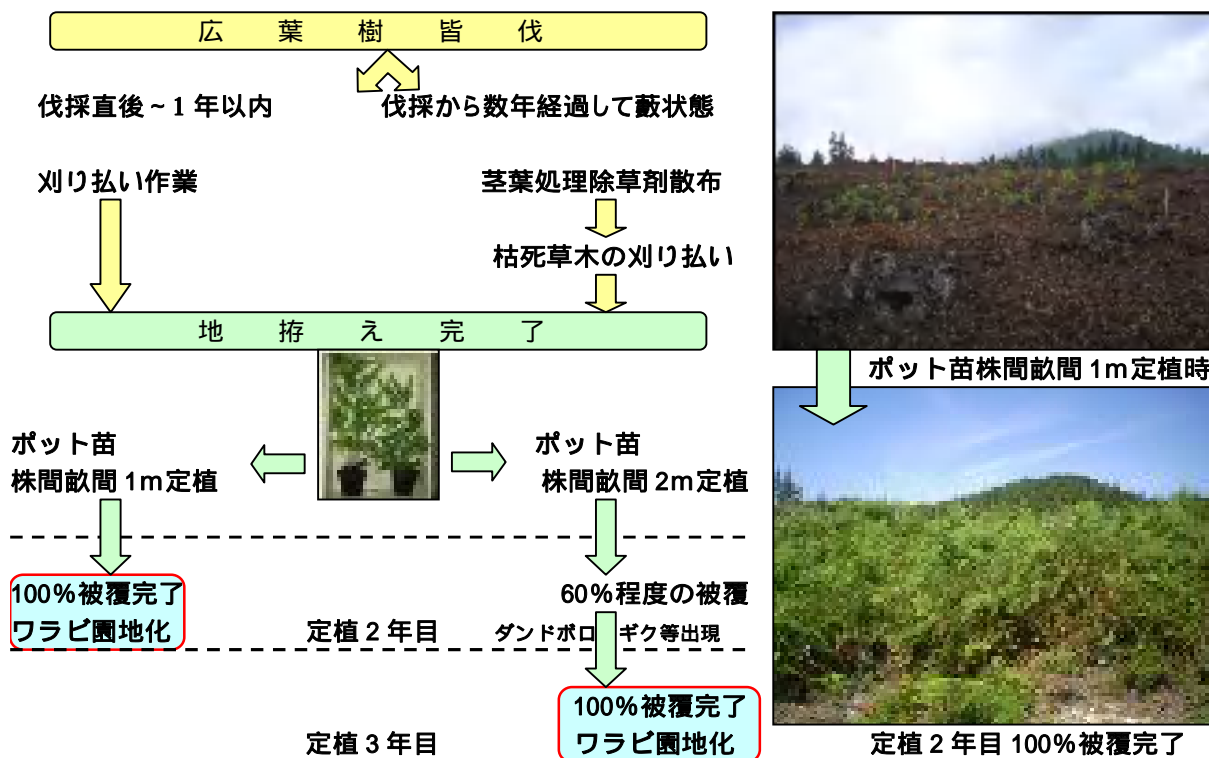 広葉樹皆伐
伐採直後~1年以内
伐採から数年経過して藪状態
刈り払い作業
茎葉処理除草剤散布
枯死草木の刈り払い
地拵え完了
ポット苗
株間畝間1m定植
ポット苗
株間畝間2m定植
100%被覆完了
ワラビ園地化
60%程度の被覆
定植2年目
ダンドボロギク等出現
100%被覆完了
ワラビ園地化
定植3年目
ポット苗株間畝間1m定植時
定植2年目100%被覆完了